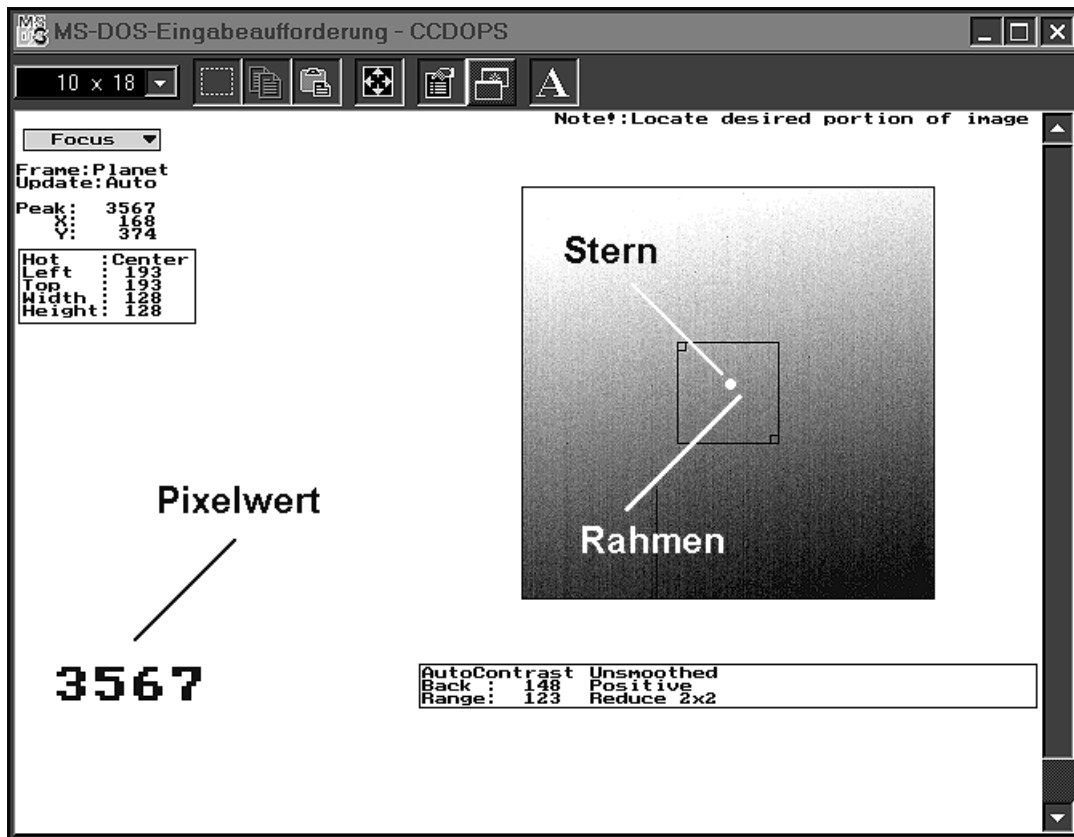 MS-DOS-Eingabeaufforderung - CCDOPS
10 x 18
A
Note!:Locate desired portion of image
Focus
Frame:Planet
Update:Auto
Peak: 3567
X: 168
Y: 374
Hot :Center
Left : 193
Top : 193
Width : 128
Height: 128
Stern
Rahmen
Pixelwert
3567
AutoContrast Unsmoothed
Back : 148 Positive
Range: 123 Reduce 2x2